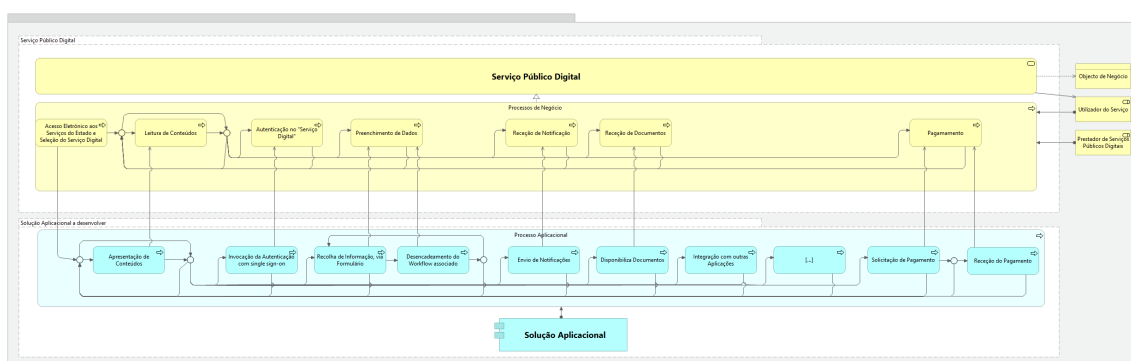 Serviço Público Digital
Serviço Público Digital
Objecto de Negócio
Processos de Negócio
Utilizador do Serviço
Acesso Eletrónico aos
Serviços do Estado e
Seleção do Serviço Digital
Leitura de Conteúdos
Autenticação no "Serviço
Digital"
Preenchimento de Dados
Receção de Notificação
Receção de Documentos
Pagamamento
Prestador de Serviços
Públicos Digitais
Solução Aplicacional a desenvolver
Processo Aplicacional
Apresentação de
Conteúdos
Invocação da Autenticação
com single sign-on
Recolha de Informação, via
Formulário
Desencadeamento do
Workflow associado
Envio de Notificações
Disponibiliza Documentos
Integração com outras
Aplicações
[...]
Solicitação de Pagamento
Receção do Pagamento
Solução Aplicacional